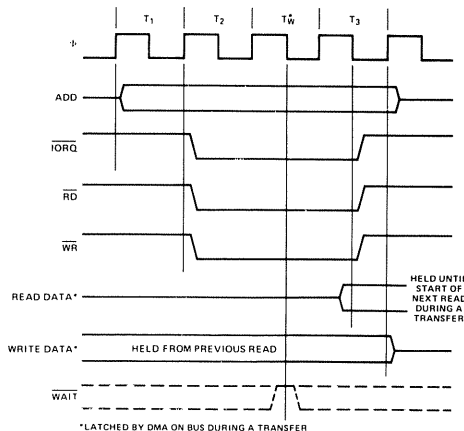 T1 T2 T*W T3
Φ
ADD
IORQ
RD
WR
READ DATA*
HELD UNTIL
START OF
NEXT READ
DURING A
TRANSFER
WRITE DATA*
HELD FROM PREVIOUS READ
WAIT
*LATCHED BY DMA ON BUS DURING A TRANSFER